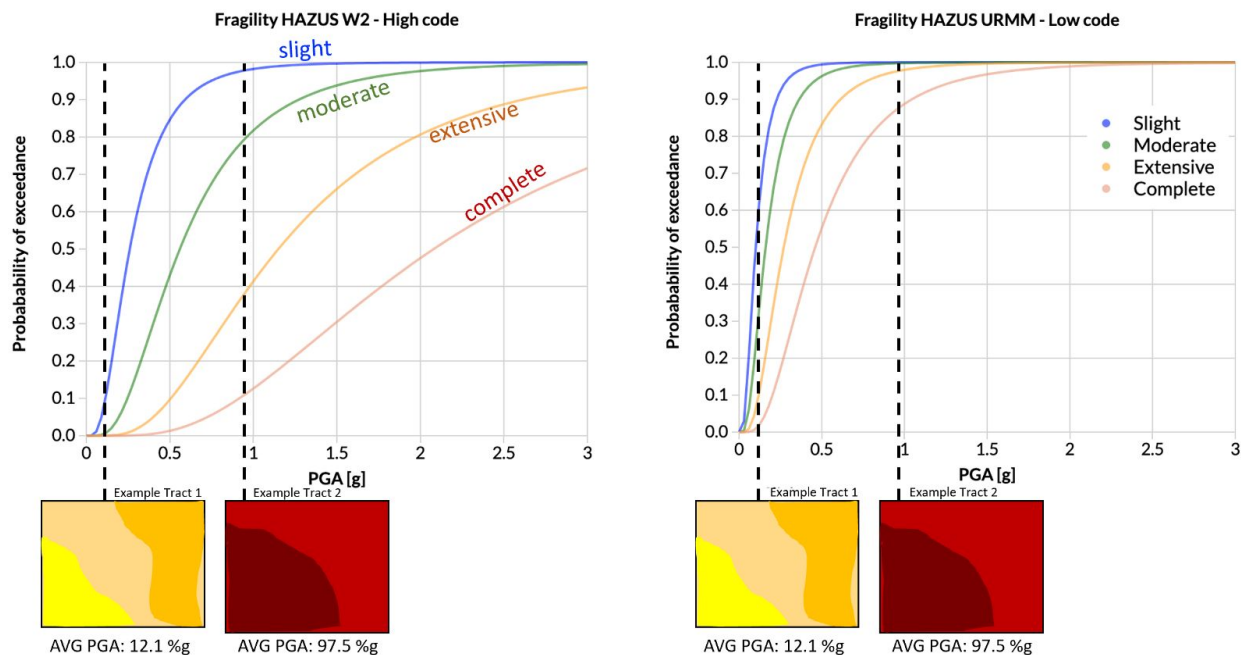 Fragility HAZUS W2 - High code
slight
moderate
extensive
complete
Probabability of exceedance
1.0
0.9
0.8
0.7
0.6
0.5
0.4
0.3
0.2
0.1
0.0
0
0.5
1
1.5
2
2.5
3
PGA [g]
Example Tract 1
Example Tract 2
AVG PGA: 12.1 %g
AVG PGA: 97.5 %g
Fragility HAZUS URMM - Low code
Slight
Moderate
Extensive
Complete
Probabability of exceedance
1.0
0.9
0.8
0.7
0.6
0.5
0.4
0.3
0.2
0.1
0.0
0
0.5
1
1.5
2
2.5
3
PGA [g]
Example Tract 1
Example Tract 2
AVG PGA: 12.1 %g
AVG PGA: 97.5 %g